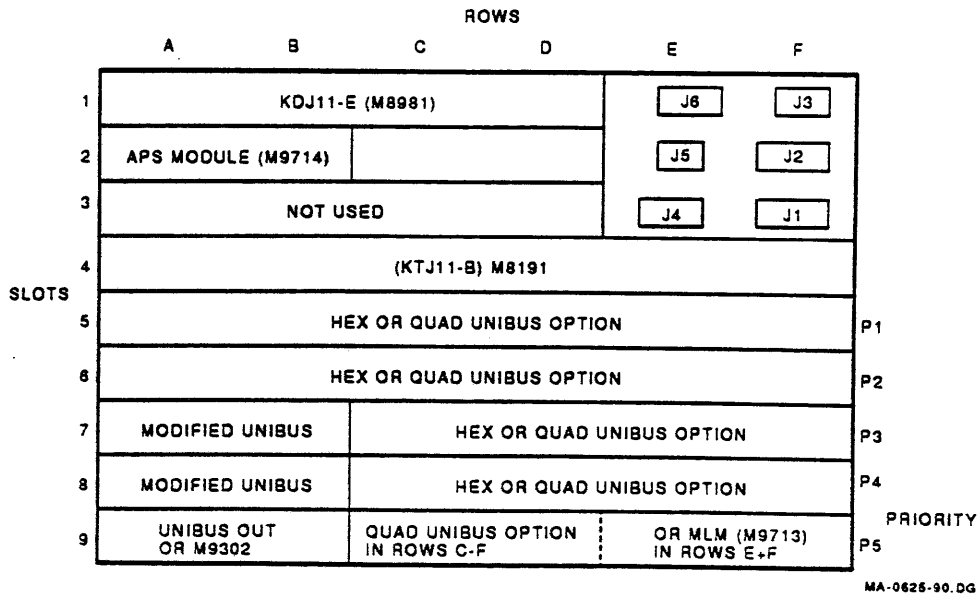 ROWS
A B C D E F
1 KDJ11-E (M8981) J6 J3
2 APS MODULE (M9714) J5 J2
3 NOT USED J4 J1
4 (KTJ11-B) M8191
SLOTS
5 HEX OR QUAD UNIBUS OPTION P1
6 HEX OR QUAD UNIBUS OPTION P2
7 MODIFIED UNIBUS HEX OR QUAD UNIBUS OPTION P3
8 MODIFIED UNIBUS HEX OR QUAD UNIBUS OPTION P4
PRIORITY
9 UNIBUS OUT QUAD UNIBUS OPTION OR MLM (M9713) P5
OR M9302 IN ROWS C-F IN ROWS E+F
MA-0625-90.DG